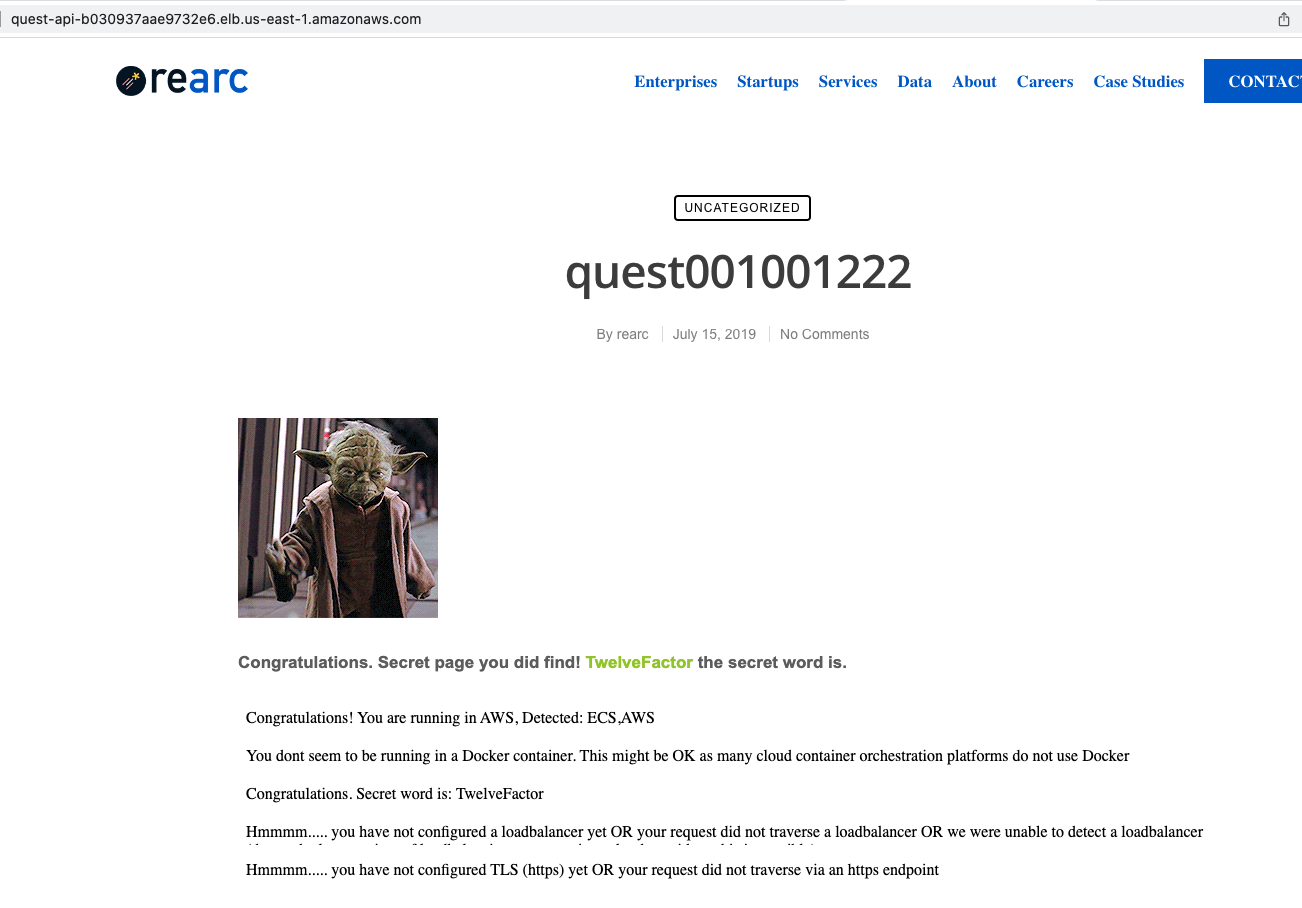 quest-api-b030937aae9732e6.elb.us-east-1.amazonaws.com
rearc
Enterprises Startups Services Data About Careers Case Studies CONTAC
UNCATEGORIZED
quest001001222
By rearc July 15, 2019 No Comments
Congratulations. Secret page you did find! TwelveFactor the secret word is.
Congratulations! You are running in AWS, Detected: ECS,AWS
You dont seem to be running in a Docker container. This might be OK as many cloud container orchestration platforms do not use Docker
Congratulations. Secret word is: TwelveFactor
Hmmmm..... you have not configured a loadbalancer yet OR your request did not traverse a loadbalancer OR we were unable to detect a loadbalancer
Hmmmm..... you have not configured TLS (https) yet OR your request did not traverse via an https endpoint